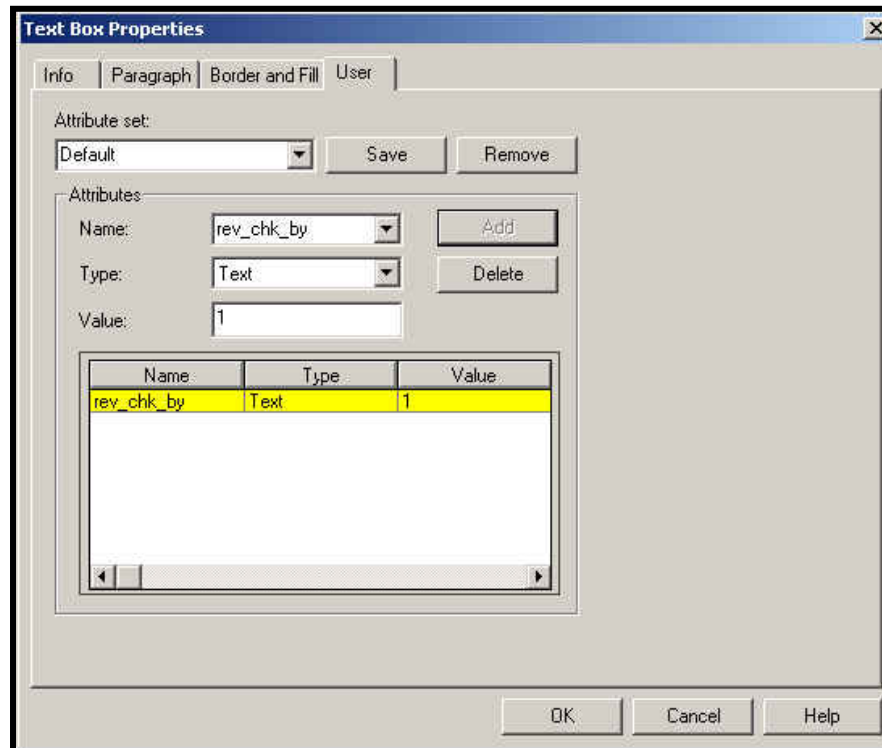 Text Box Properties
Info Paragraph Border and Fill User
Attribute set:
Default Save Remove
Attributes
Name: rev_chk_by Add
Type: Text Delete
Value: 1
Name Type Value
rev_chk_by Text 1
OK Cancel Help